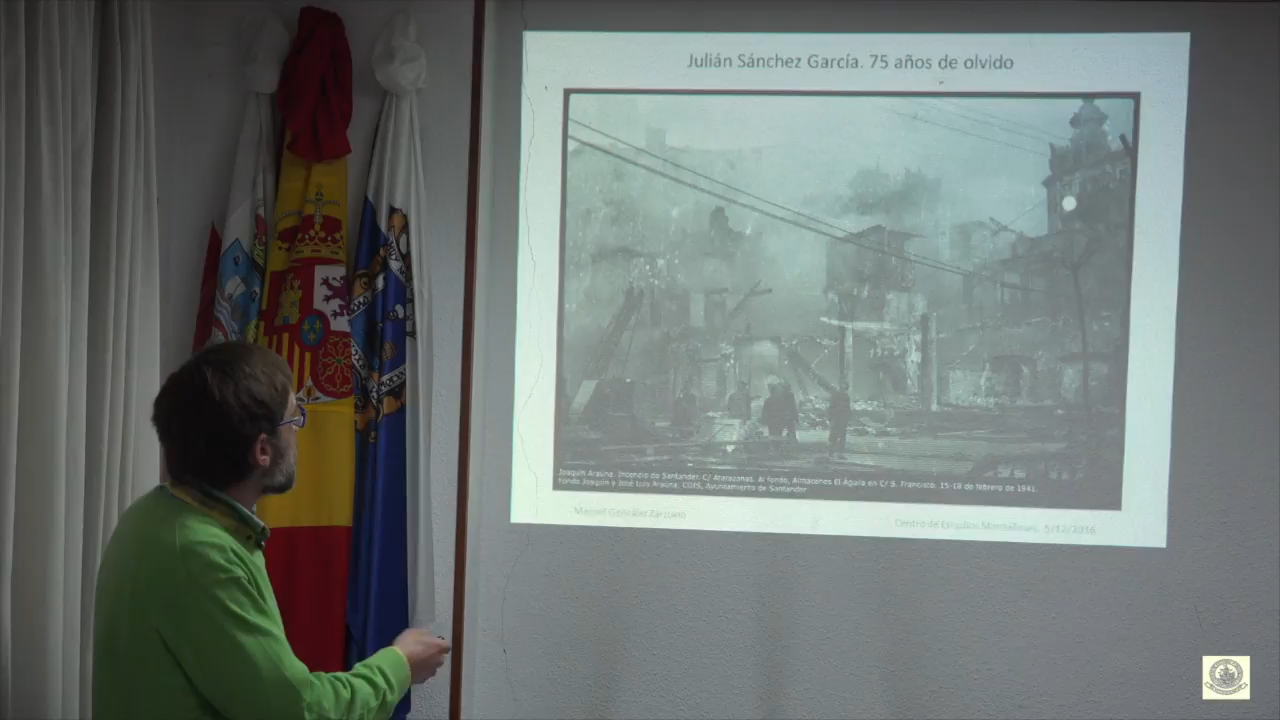 Julián Sánchez García. 75 años de olvido
Joaquín Araúna. Incendio de Santander. C/ Atarazanas. Al fondo, Almacenes El Águila en C/ S. Francisco. 15-18 de febrero de 1941.
Fondo Joaquín y José Luis Araúna, CDIS, Ayuntamiento de Santander
Manuel González Zarzuelo
Centro de Estudios Montañeses. 5/12/2016